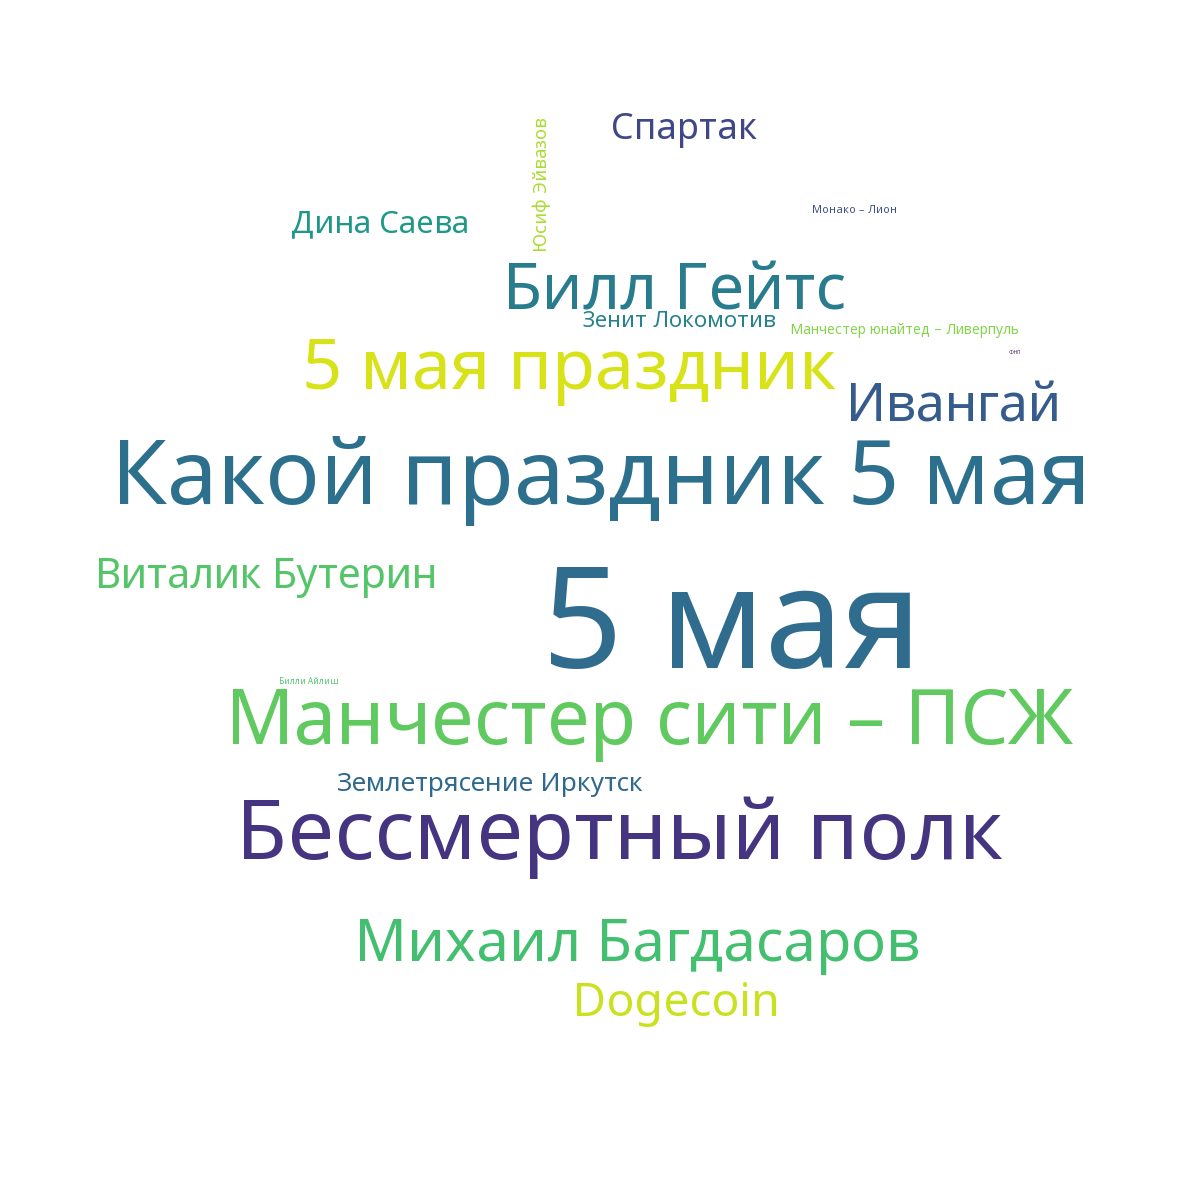 Спартак
Юсиф Эйвазов
Монако – Лион
Дина Саева
Билл Гейтс
Зенит Локомотив
Манчестер юнайтед – Ливерпуль
5 мая праздник
ФНЛ
Ивангай
Какой праздник 5 мая
Виталик Бутерин
5 мая
Билли Айлиш
Манчестер сити – ПСЖ
Землетрясение Иркутск
Бессмертный полк
Михаил Багдасаров
Dogecoin